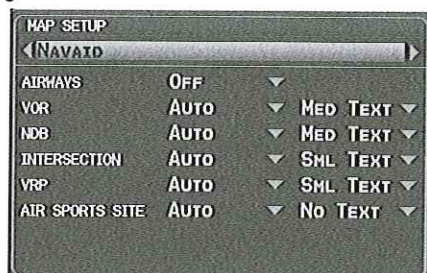 MAP SETUP
NAVAID
AIRWAYS OFF
VOR AUTO MED TEXT
NDB AUTO MED TEXT
INTERSECTION AUTO SML TEXT
VRP AUTO SML TEXT
AIR SPORTS SITE AUTO NO TEXT